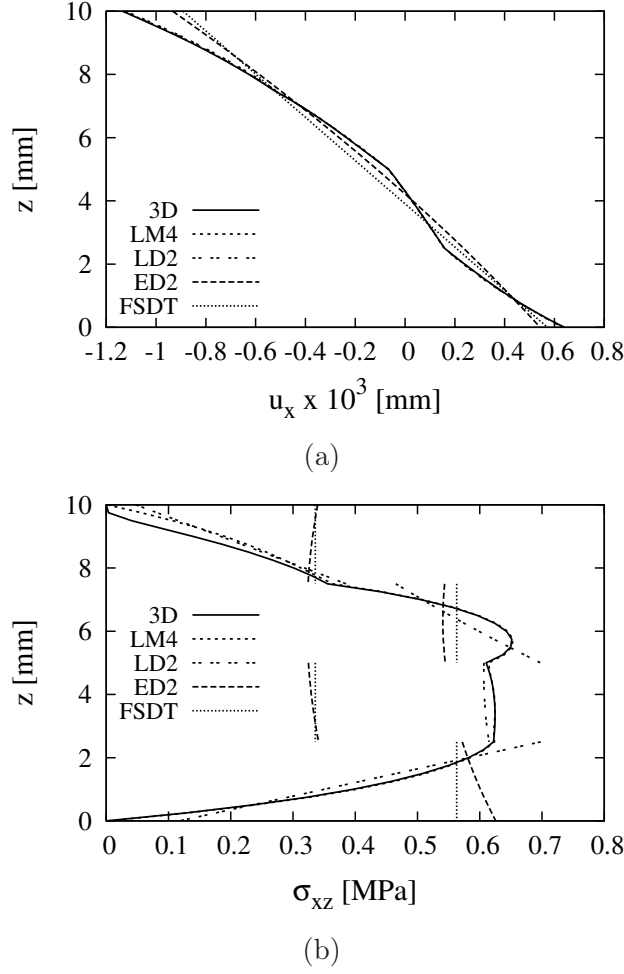 10
8
6
4
2
0
z [mm]
3D
LM4
LD2
ED2
FSDT
-1.2 -1 -0.8 -0.6 -0.4 -0.2 0 0.2 0.4 0.6 0.8
u_x x 10^3 [mm]
(a)
10
8
6
4
2
0
z [mm]
3D
LM4
LD2
ED2
FSDT
0 0.1 0.2 0.3 0.4 0.5 0.6 0.7 0.8
σ_xz [MPa]
(b)